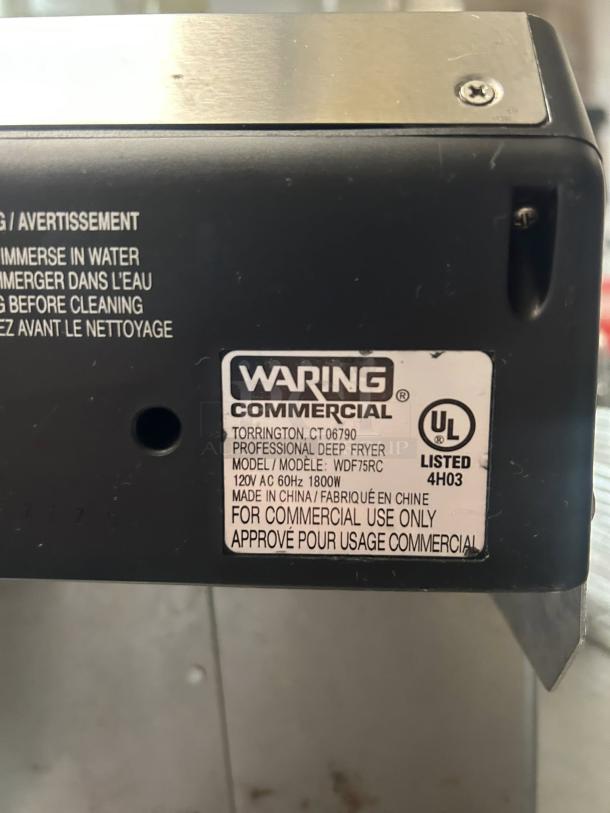 G / AVERTISSEMENT
IMMERSE IN WATER
MMERGER DANS L'EAU
G BEFORE CLEANING
EZ AVANT LE NETTOYAGE
WARING
COMMERCIAL ®
TORRINGTON, CT 06790
PROFESSIONAL DEEP FRYER
MODEL / MODÈLE: WDF75RC
120V AC 60Hz 1800W
MADE IN CHINA / FABRIQUÉ EN CHINE
FOR COMMERCIAL USE ONLY
APPROVÉ POUR USAGE COMMERCIAL
UL ®
LISTED
4H03